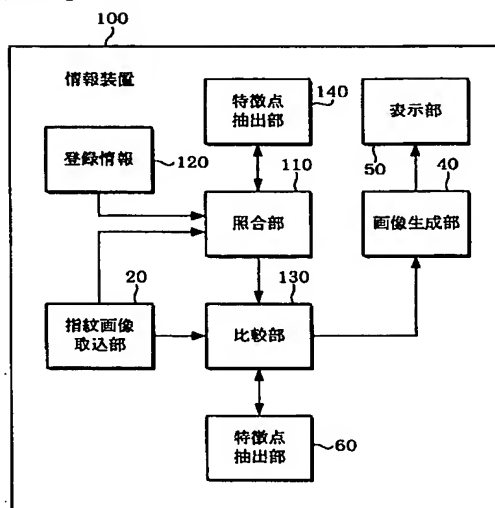 100
情報装置
特徴点
抽出部
140
表示部
50
登録情報
120
110
照合部
40
画像生成部
20
指紋画像
取込部
130
比較部
特徴点
抽出部
60